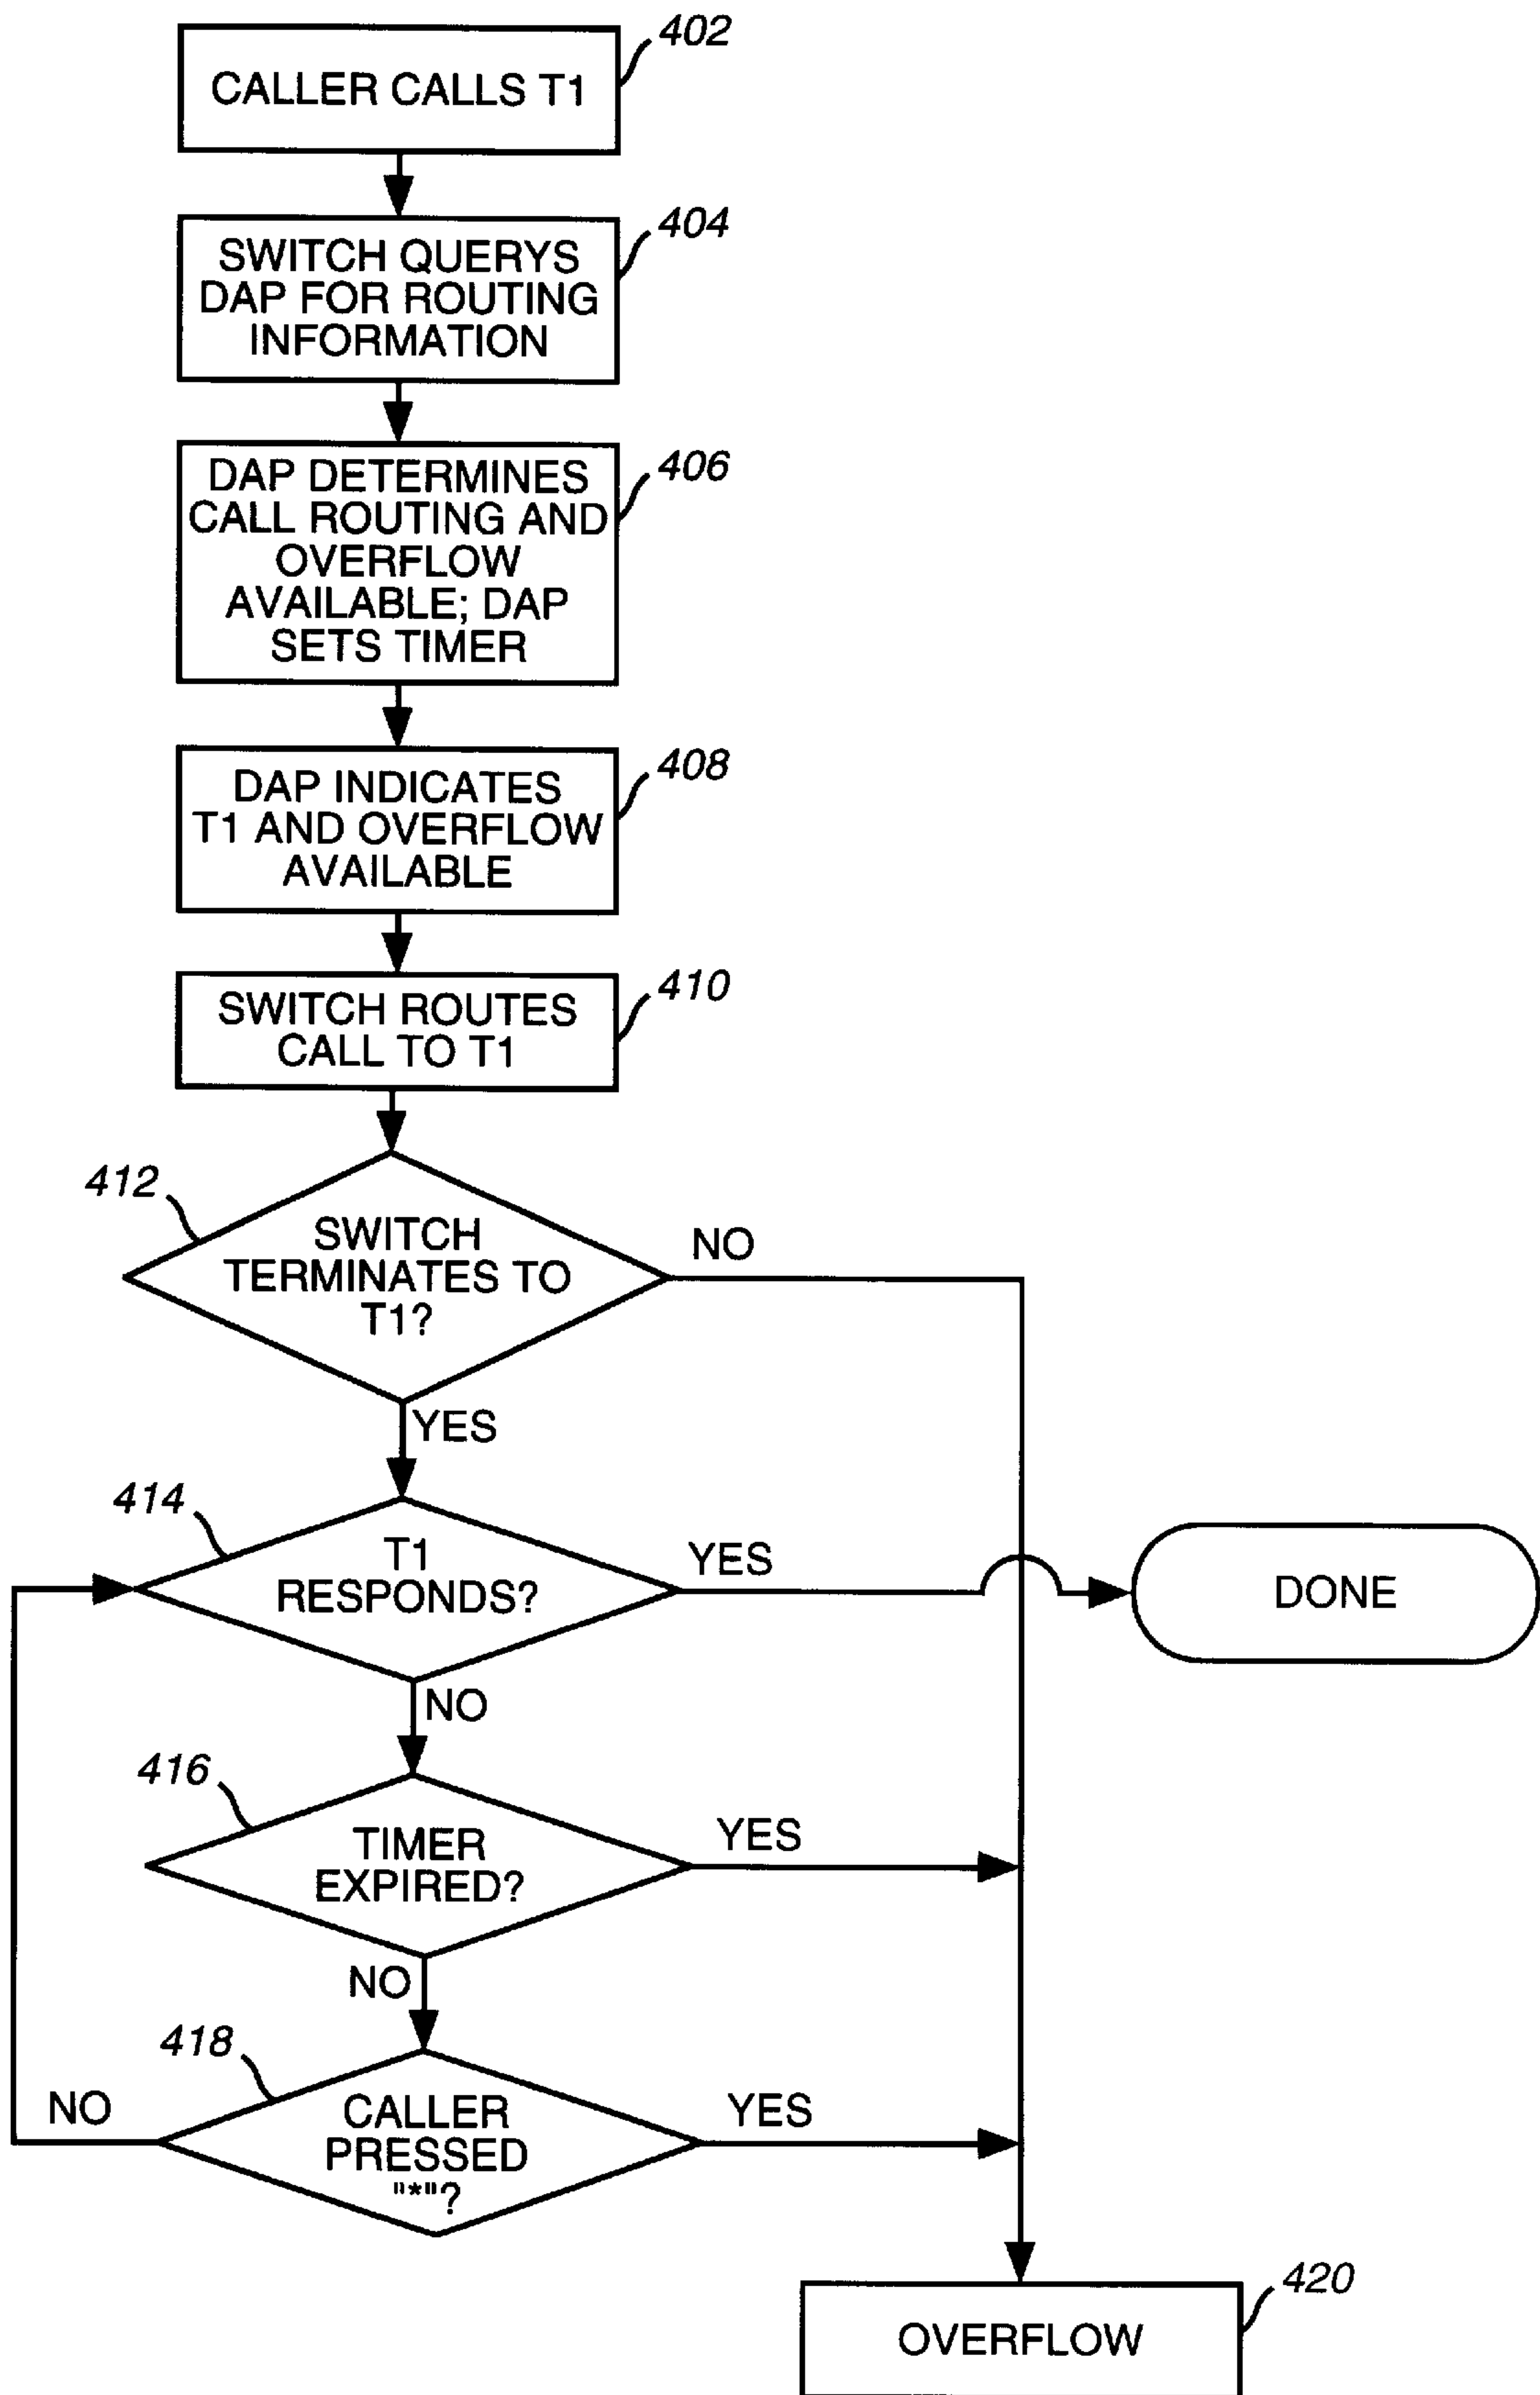 402
CALLER CALLS T1
404
SWITCH QUERYS
DAP FOR ROUTING
INFORMATION
406
DAP DETERMINES
CALL ROUTING AND
OVERFLOW
AVAILABLE; DAP
SETS TIMER
408
DAP INDICATES
T1 AND OVERFLOW
AVAILABLE
410
SWITCH ROUTES
CALL TO T1
412
SWITCH
TERMINATES TO
T1?
NO
YES
414
T1
RESPONDS?
YES
DONE
NO
416
TIMER
EXPIRED?
YES
NO
418
CALLER
PRESSED
"*"?
NO
YES
420
OVERFLOW